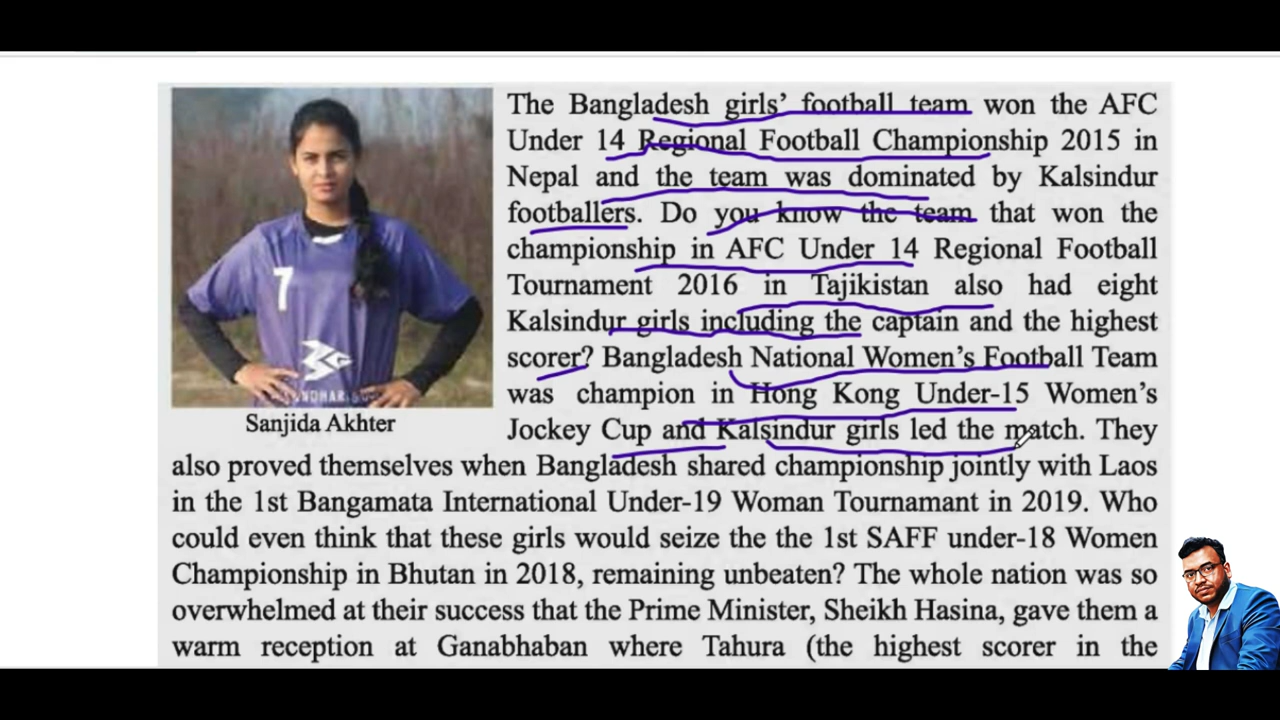 The Bangladesh girls' football team won the AFC
Under 14 Regional Football Championship 2015 in
Nepal and the team was dominated by Kalsindur
footballers. Do you know the team that won the
championship in AFC Under 14 Regional Football
Tournament 2016 in Tajikistan also had eight
Kalsindur girls including the captain and the highest
scorer? Bangladesh National Women's Football Team
was champion in Hong Kong Under-15 Women's
Jockey Cup and Kalsindur girls led the match. They
also proved themselves when Bangladesh shared championship jointly with Laos
in the 1st Bangamata International Under-19 Woman Tournamant in 2019. Who
could even think that these girls would seize the the 1st SAFF under-18 Women
Championship in Bhutan in 2018, remaining unbeaten? The whole nation was so
overwhelmed at their success that the Prime Minister, Sheikh Hasina, gave them a
warm reception at Ganabhaban where Tahura (the highest scorer in the
7
Sanjida Akhter